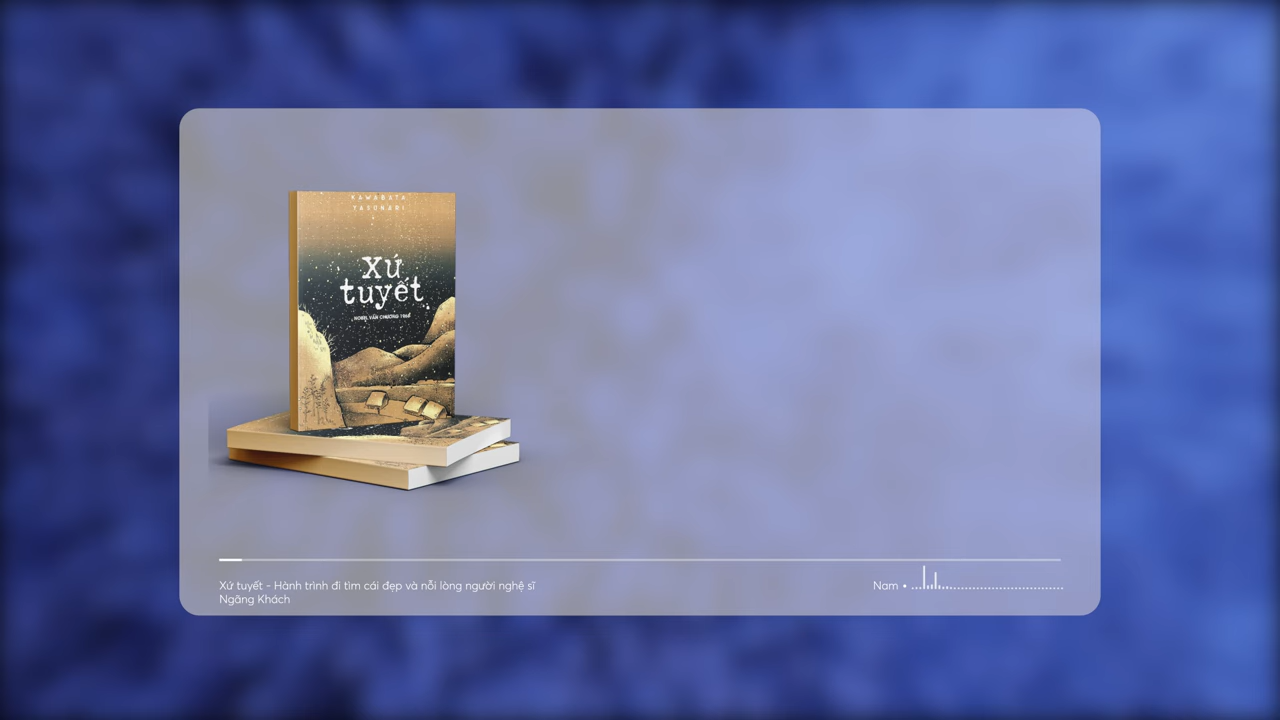 KAWABATA
YASUNARI
Xứ
tuyết
NOBEL VĂN CHƯƠNG 1968
Xứ tuyết - Hành trình đi tìm cái đẹp và nỗi lòng người nghệ sĩ
Ngãng Khách
Nam •